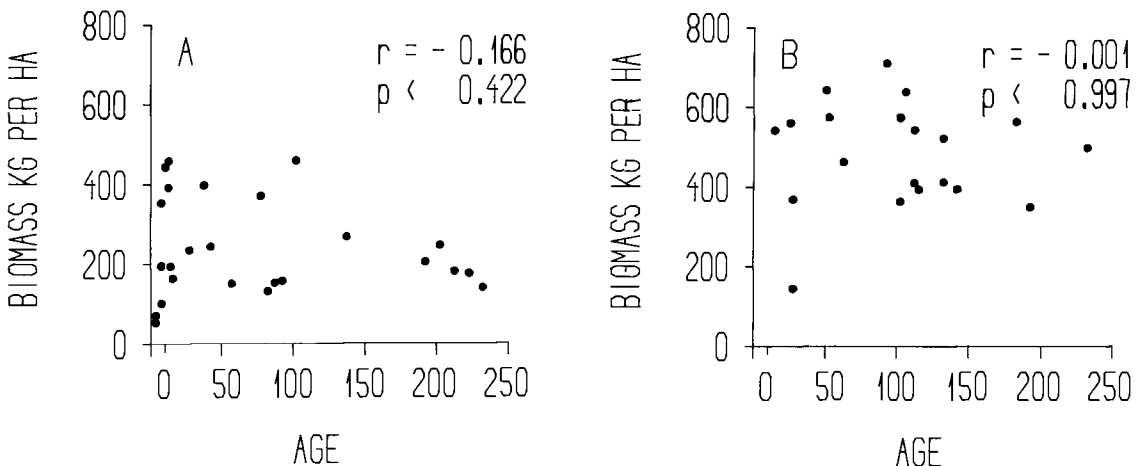 A
r = - 0.166
p < 0.422
BIOMASS KG PER HA
800
600
400
200
0
0 50 100 150 200 250
AGE
B
r = - 0.001
p < 0.997
BIOMASS KG PER HA
800
600
400
200
0
0 50 100 150 200 250
AGE